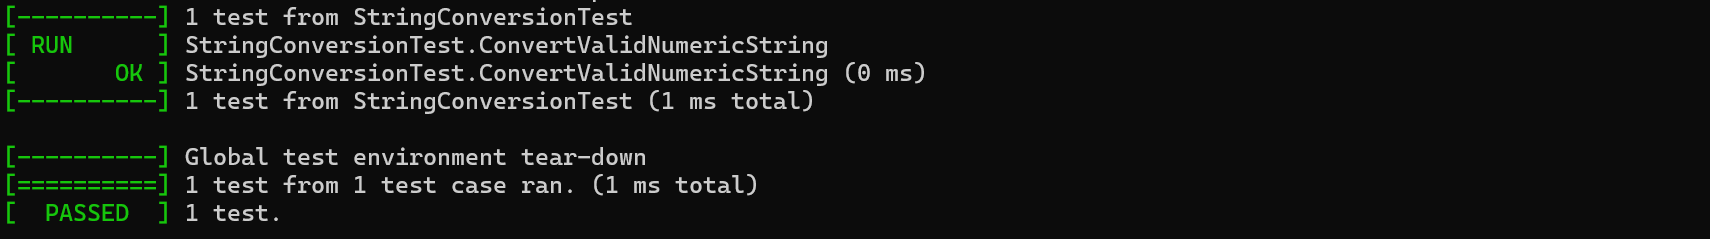 [----------] 1 test from StringConversionTest
[ RUN      ] StringConversionTest.ConvertValidNumericString
[       OK ] StringConversionTest.ConvertValidNumericString (0 ms)
[----------] 1 test from StringConversionTest (1 ms total)

[----------] Global test environment tear-down
[==========] 1 test from 1 test case ran. (1 ms total)
[  PASSED  ] 1 test.